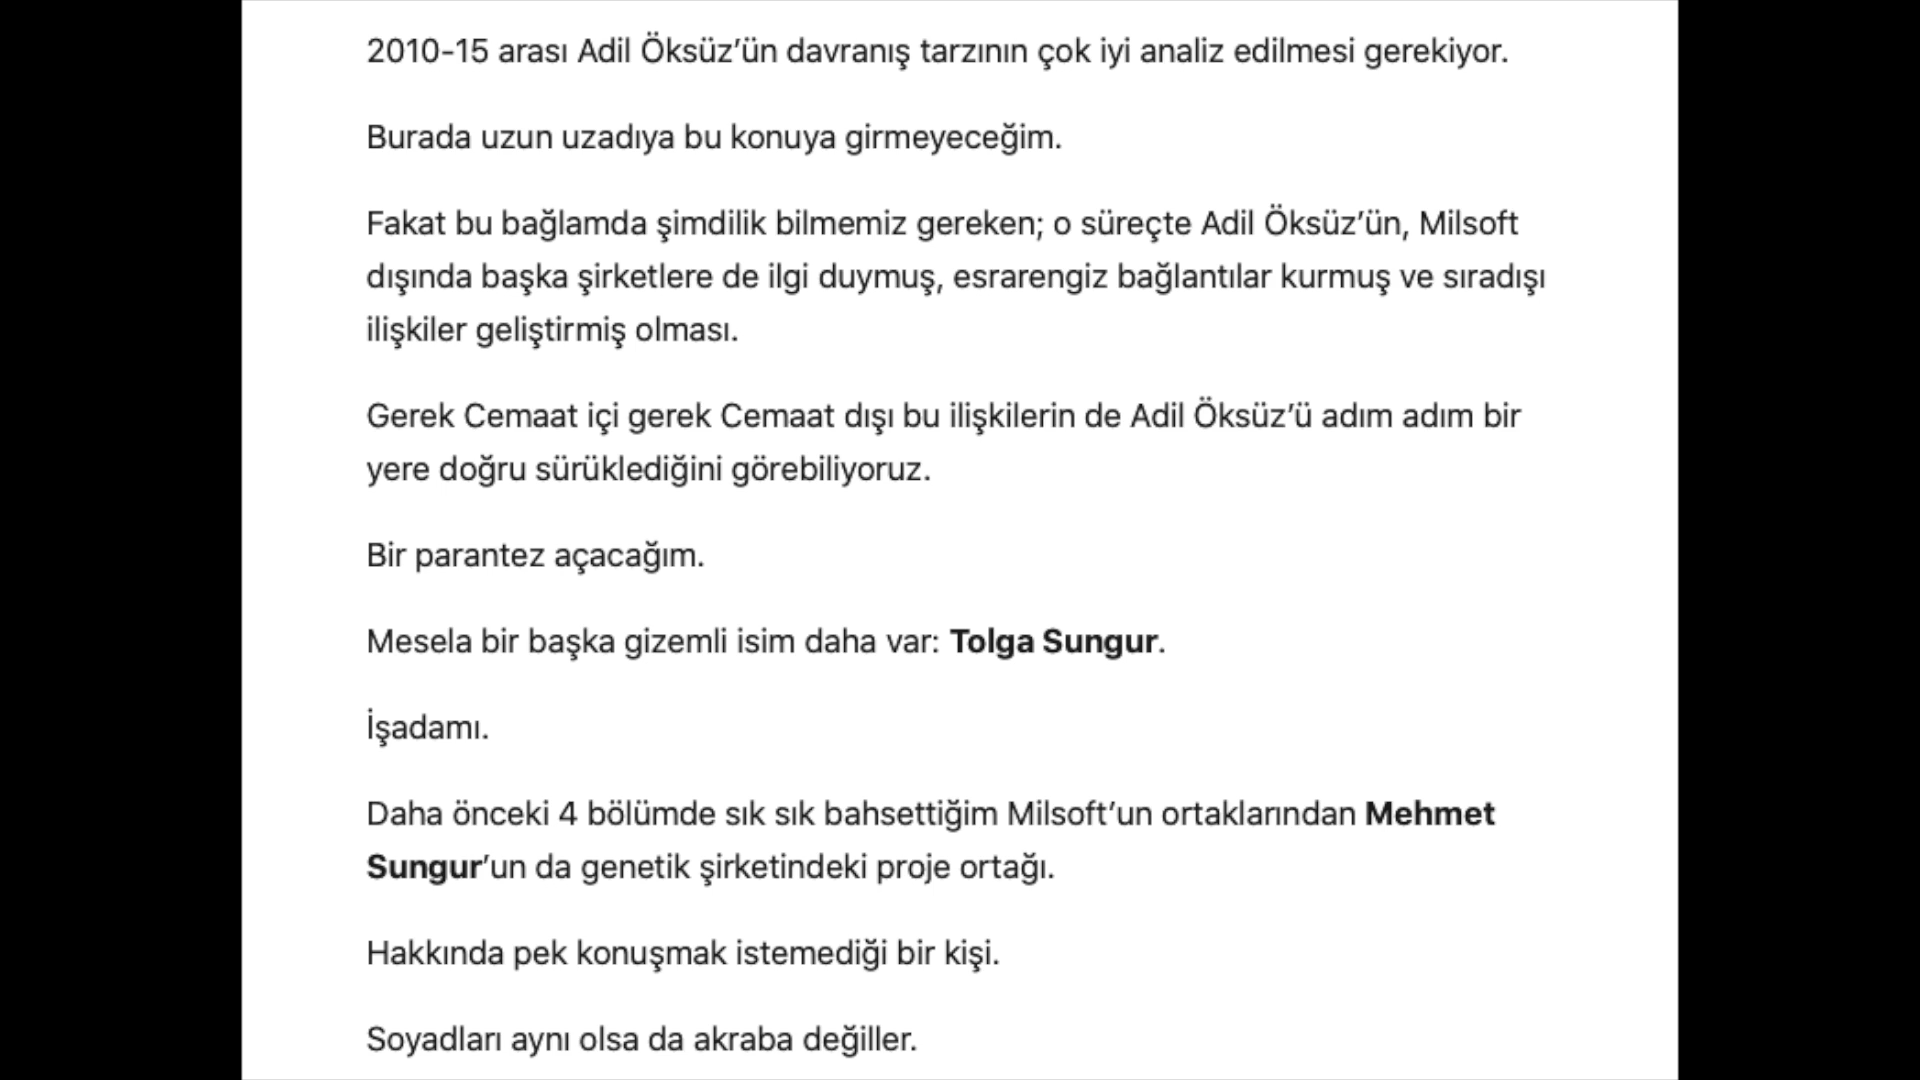 2010-15 arası Adil Öksüz’ün davranış tarzının çok iyi analiz edilmesi gerekiyor.
Burada uzun uzadıya bu konuya girmeyeceğim.
Fakat bu bağlamda şimdilik bilmemiz gereken; o süreçte Adil Öksüz’ün, Milsoft
dışında başka şirketlere de ilgi duymuş, esrarengiz bağlantılar kurmuş ve sıradışı
ilişkiler geliştirmiş olması.
Gerek Cemaat içi gerek Cemaat dışı bu ilişkilerin de Adil Öksüz’ü adım adım bir
yere doğru sürüklediğini görebiliyoruz.
Bir parantez açacağım.
Mesela bir başka gizemli isim daha var: Tolga Sungur.
İşadamı.
Daha önceki 4 bölümde sık sık bahsettiğim Milsoft’un ortaklarından Mehmet
Sungur’un da genetik şirketindeki proje ortağı.
Hakkında pek konuşmak istemediği bir kişi.
Soyadları aynı olsa da akraba değiller.